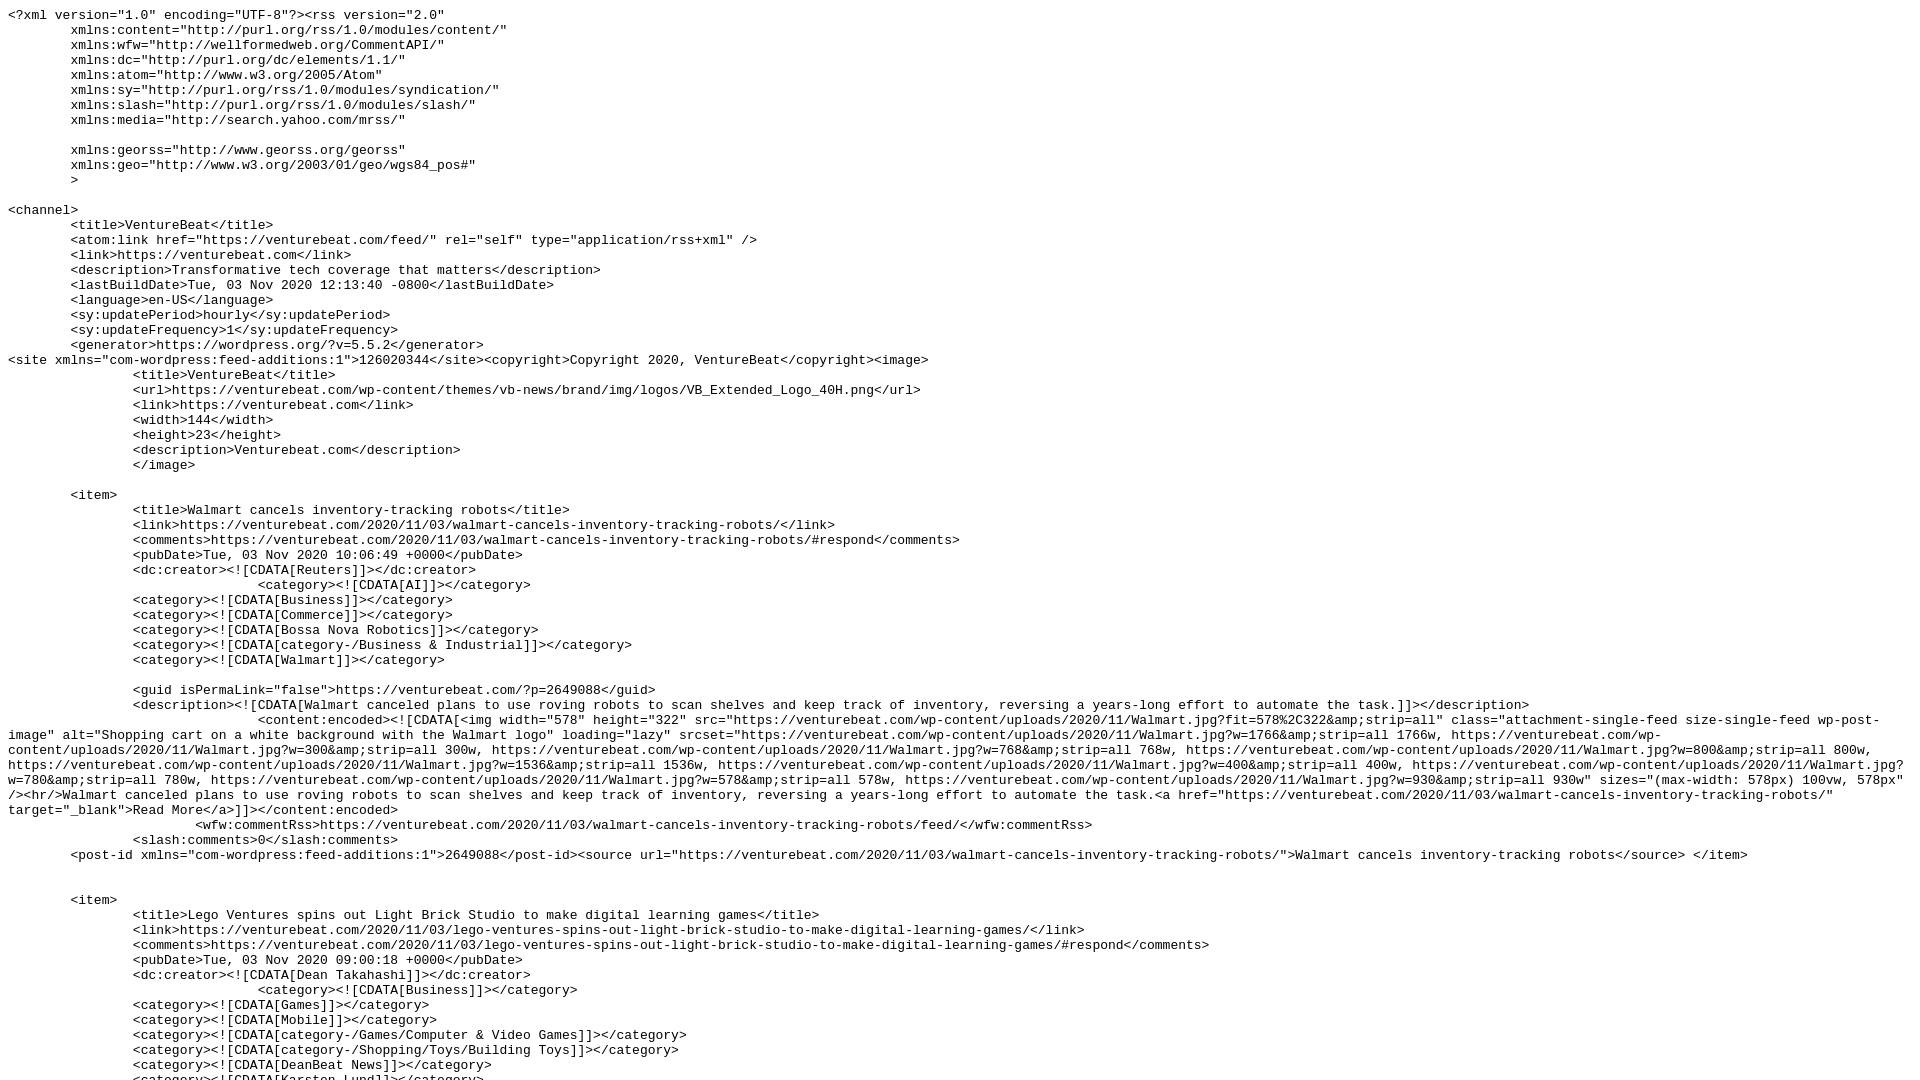 <?xml version="1.0" encoding="UTF-8"?><rss version="2.0"
xmlns:content="http://purl.org/rss/1.0/modules/content/"
xmlns:wfw="http://wellformedweb.org/CommentAPI/"
xmlns:dc="http://purl.org/dc/elements/1.1/"
xmlns:atom="http://www.w3.org/2005/Atom"
xmlns:sy="http://purl.org/rss/1.0/modules/syndication/"
xmlns:slash="http://purl.org/rss/1.0/modules/slash/"
xmlns:media="http://search.yahoo.com/mrss/"
xmlns:georss="http://www.georss.org/georss"
xmlns:geo="http://www.w3.org/2003/01/geo/wgs84_pos#"
>
<channel>
<title>VentureBeat</title>
<atom:link href="https://venturebeat.com/feed/" rel="self" type="application/rss+xml" />
<link>https://venturebeat.com</link>
<description>Transformative tech coverage that matters</description>
<lastBuildDate>Tue, 03 Nov 2020 12:13:40 -0800</lastBuildDate>
<language>en-US</language>
<sy:updatePeriod>hourly</sy:updatePeriod>
<sy:updateFrequency>1</sy:updateFrequency>
<generator>https://wordpress.org/?v=5.5.2</generator>
<site xmlns="com-wordpress:feed-additions:1">126020344</site><copyright>Copyright 2020, VentureBeat</copyright><image>
<title>VentureBeat</title>
<url>https://venturebeat.com/wp-content/themes/vb-news/brand/img/logos/VB_Extended_Logo_40H.png</url>
<link>https://venturebeat.com</link>
<width>144</width>
<height>23</height>
<description>Venturebeat.com</description>
</image>
<item>
<title>Walmart cancels inventory-tracking robots</title>
<link>https://venturebeat.com/2020/11/03/walmart-cancels-inventory-tracking-robots/</link>
<comments>https://venturebeat.com/2020/11/03/walmart-cancels-inventory-tracking-robots/#respond</comments>
<pubDate>Tue, 03 Nov 2020 10:06:49 +0000</pubDate>
<dc:creator><![CDATA[Reuters]]></dc:creator>
<category><![CDATA[AI]]></category>
<category><![CDATA[Business]]></category>
<category><![CDATA[Commerce]]></category>
<category><![CDATA[Bossa Nova Robotics]]></category>
<category><![CDATA[category-/Business & Industrial]]></category>
<category><![CDATA[Walmart]]></category>
<guid isPermaLink="false">https://venturebeat.com/?p=2649088</guid>
<description><![CDATA[Walmart canceled plans to use roving robots to scan shelves and keep track of inventory, reversing a years-long effort to automate the task.]]></description>
<content:encoded><![CDATA[<img width="578" height="322" src="https://venturebeat.com/wp-content/uploads/2020/11/Walmart.jpg?fit=578%2C322&amp;strip=all" class="attachment-single-feed size-single-feed wp-post-
image" alt="Shopping cart on a white background with the Walmart logo" loading="lazy" srcset="https://venturebeat.com/wp-content/uploads/2020/11/Walmart.jpg?w=1766&amp;strip=all 1766w, https://venturebeat.com/wp-
content/uploads/2020/11/Walmart.jpg?w=300&amp;strip=all 300w, https://venturebeat.com/wp-content/uploads/2020/11/Walmart.jpg?w=768&amp;strip=all 768w, https://venturebeat.com/wp-content/uploads/2020/11/Walmart.jpg?w=800&amp;strip=all 800w,
https://venturebeat.com/wp-content/uploads/2020/11/Walmart.jpg?w=1536&amp;strip=all 1536w, https://venturebeat.com/wp-content/uploads/2020/11/Walmart.jpg?w=400&amp;strip=all 400w, https://venturebeat.com/wp-content/uploads/2020/11/Walmart.jpg?
w=780&amp;strip=all 780w, https://venturebeat.com/wp-content/uploads/2020/11/Walmart.jpg?w=578&amp;strip=all 578w, https://venturebeat.com/wp-content/uploads/2020/11/Walmart.jpg?w=930&amp;strip=all 930w" sizes="(max-width: 578px) 100vw, 578px"
/><hr/>Walmart canceled plans to use roving robots to scan shelves and keep track of inventory, reversing a years-long effort to automate the task.<a href="https://venturebeat.com/2020/11/03/walmart-cancels-inventory-tracking-robots/"
target="_blank">Read More</a>]]></content:encoded>
<wfw:commentRss>https://venturebeat.com/2020/11/03/walmart-cancels-inventory-tracking-robots/feed/</wfw:commentRss>
<slash:comments>0</slash:comments>
<post-id xmlns="com-wordpress:feed-additions:1">2649088</post-id><source url="https://venturebeat.com/2020/11/03/walmart-cancels-inventory-tracking-robots/">Walmart cancels inventory-tracking robots</source> </item>
<item>
<title>Lego Ventures spins out Light Brick Studio to make digital learning games</title>
<link>https://venturebeat.com/2020/11/03/lego-ventures-spins-out-light-brick-studio-to-make-digital-learning-games/</link>
<comments>https://venturebeat.com/2020/11/03/lego-ventures-spins-out-light-brick-studio-to-make-digital-learning-games/#respond</comments>
<pubDate>Tue, 03 Nov 2020 09:00:18 +0000</pubDate>
<dc:creator><![CDATA[Dean Takahashi]]></dc:creator>
<category><![CDATA[Business]]></category>
<category><![CDATA[Games]]></category>
<category><![CDATA[Mobile]]></category>
<category><![CDATA[category-/Games/Computer & Video Games]]></category>
<category><![CDATA[category-/Shopping/Toys/Building Toys]]></category>
<category><![CDATA[DeanBeat News]]></category>
<category><![CDATA[Karsten Lund]]></category>